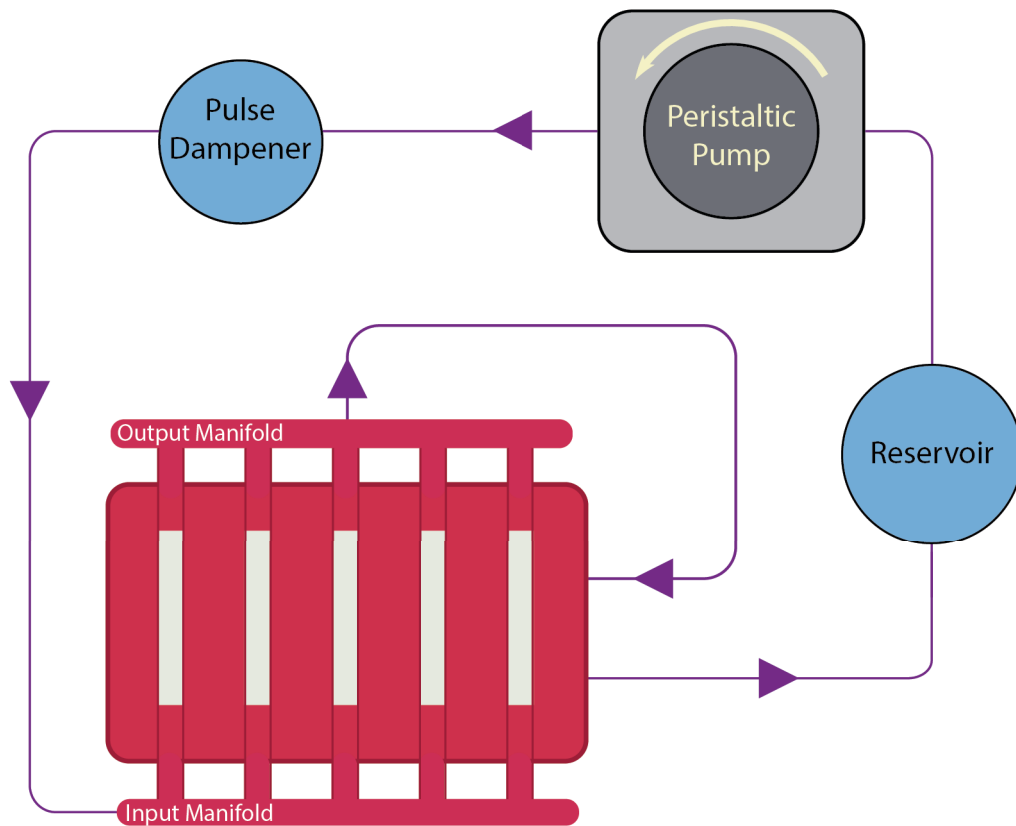 Pulse
Dampener
Peristaltic
Pump
Output Manifold
Reservoir
Input Manifold